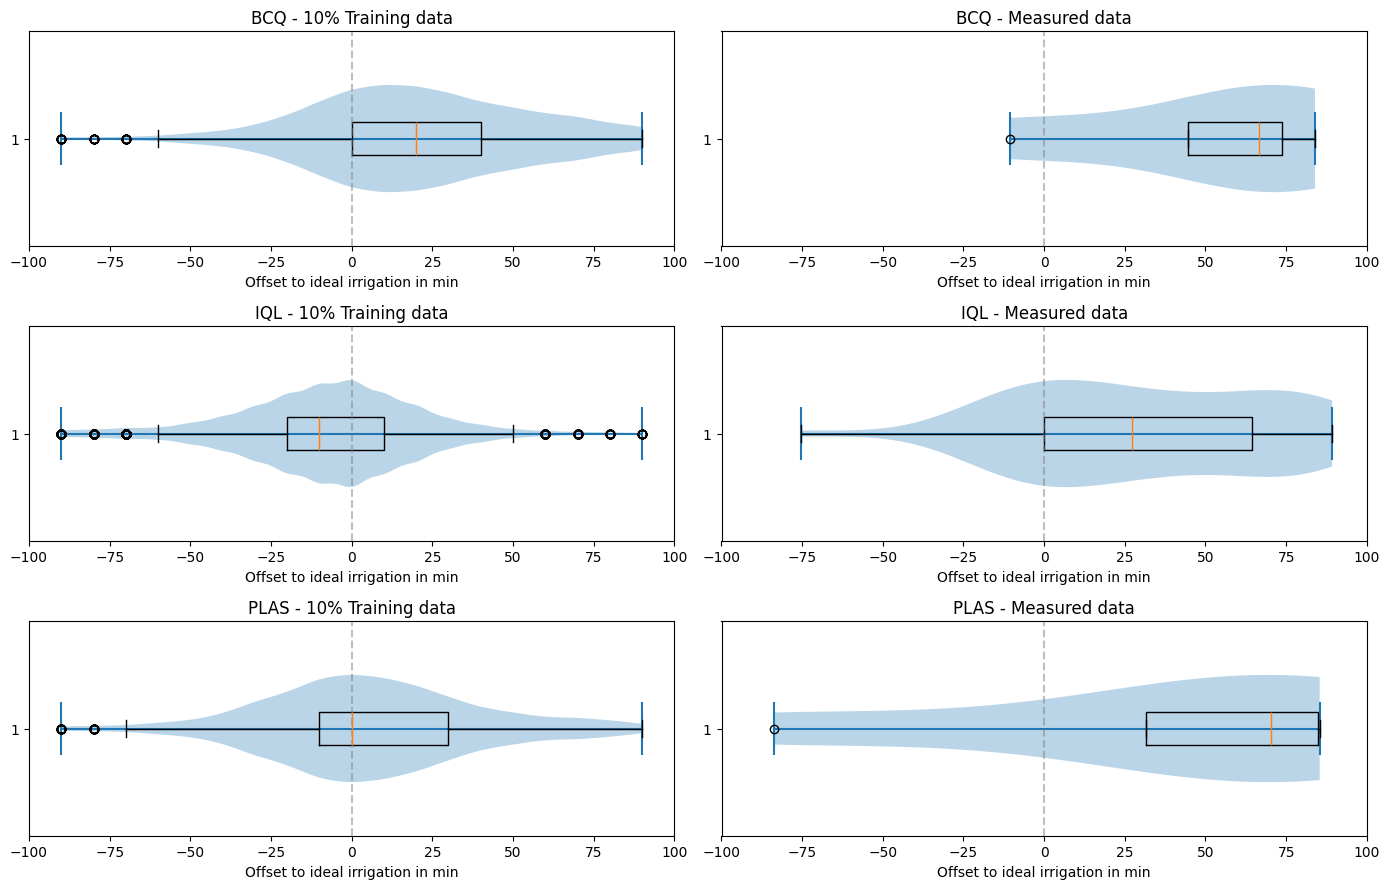 BCQ - 10% Training data
BCQ - Measured data
1
1
−100 −75 −50 −25 0 25 50 75 100
−100 −75 −50 −25 0 25 50 75 100
Offset to ideal irrigation in min
Offset to ideal irrigation in min
IQL - 10% Training data
IQL - Measured data
1
1
−100 −75 −50 −25 0 25 50 75 100
−100 −75 −50 −25 0 25 50 75 100
Offset to ideal irrigation in min
Offset to ideal irrigation in min
PLAS - 10% Training data
PLAS - Measured data
1
1
−100 −75 −50 −25 0 25 50 75 100
−100 −75 −50 −25 0 25 50 75 100
Offset to ideal irrigation in min
Offset to ideal irrigation in min